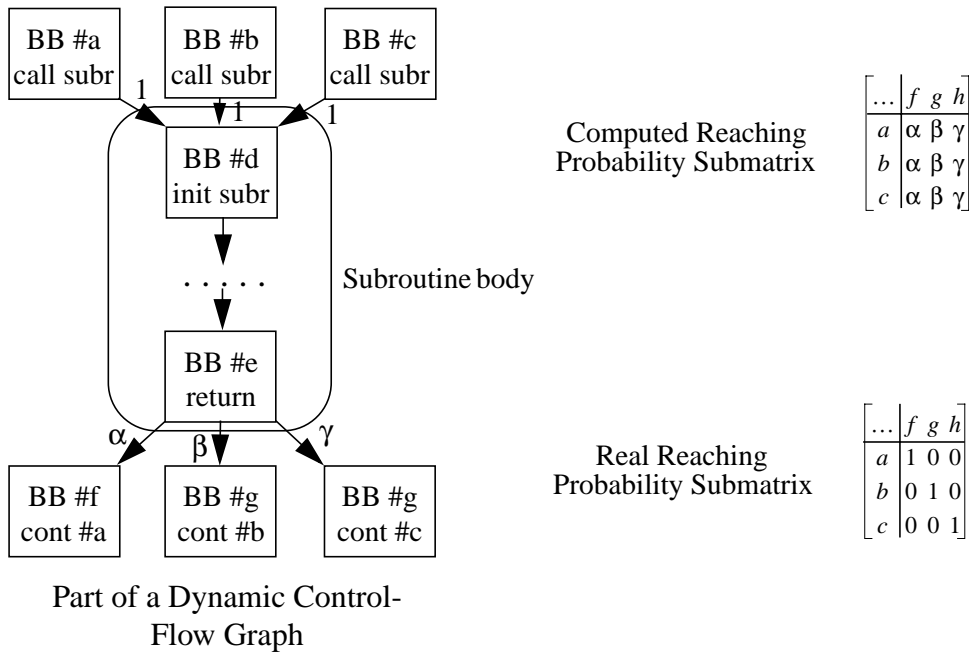 BB #a
call subr
BB #b
call subr
BB #c
call subr
1
1
1
BB #d
init subr
. . . . .
Subroutine body
BB #e
return
α
β
γ
BB #f
cont #a
BB #g
cont #b
BB #g
cont #c
Part of a Dynamic Control-
Flow Graph
Computed Reaching
Probability Submatrix
… f g h
a α β γ
b α β γ
c α β γ
Real Reaching
Probability Submatrix
… f g h
a 1 0 0
b 0 1 0
c 0 0 1